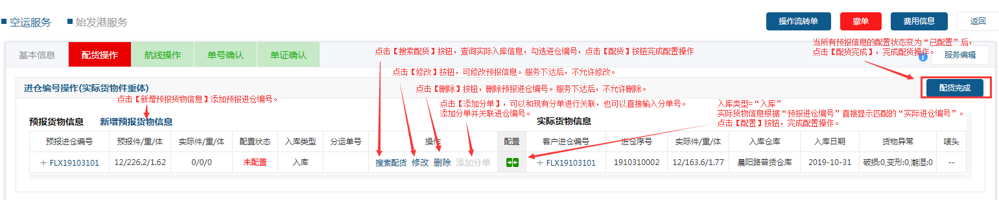 空运服务 始发港服务
操作流转单 撤单 费用信息 返回
基本信息 配货操作 航线操作 单号确认 单证确认
点击【搜索配货】按钮，查询实际入库信息，勾选进仓编号，点击【配货】按钮完成配置操作
当所有预报信息的配置状态变为“已配置”后，
点击【配货完成】，完成配货操作。
服务编辑
点击【修改】按钮，可修改预报信息。服务下达后，不允许修改。
进仓编号操作(实际货物件重体)
点击【删除】按钮，删除预报进仓编号。服务下达后，不允许删除。
配货完成
点击【新增预报货物信息】添加预报进仓编号。
点击【添加分单】，可以和现有分单进行关联，也可以直接输入分单号。
添加分单并关联进仓编号。
入库类型=“入库”
实际货物信息根据“预报进仓编号”直接显示匹配的“实际进仓编号”。
点击【配置】按钮，完成配置操作。
预报货物信息 新增预报货物信息 实际货物信息
预报进仓编号 预报件/重/体 实际件/重/体 配置状态 入库类型 分运单号 操作 配置 客户进仓编号 进仓序号 实际件/重/体 入库仓库 入库日期 货物异常 唛头
+ FLX19103101 12/226.2/1.62 0/0/0 未配置 入库 搜索配货 修改 删除 添加分单 + FLX19103101 1910310002 12/163.6/1.77 晨阳路普货仓库 2019-10-31 破损:0,变形:0,潮湿:0 --